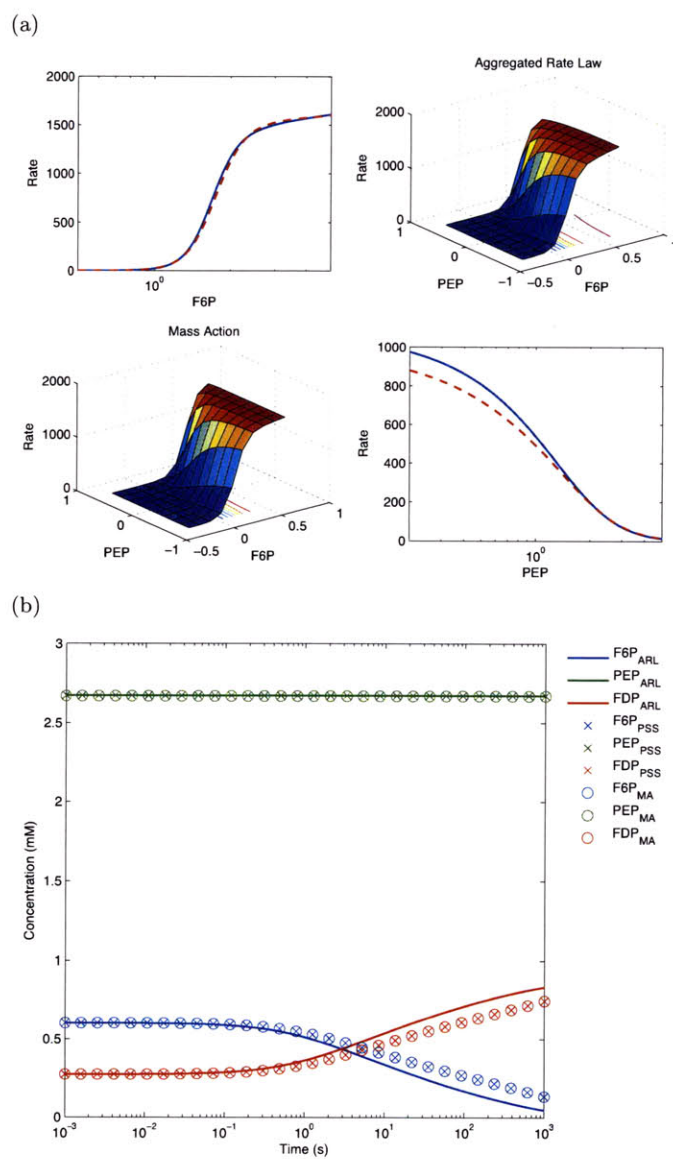 (a)
2000
1500
1000
500
0
Rate
10^0
F6P
Aggregated Rate Law
2000
1000
0
Rate
1
0
-1
PEP
-0.5
0
0.5
1
F6P
Mass Action
2000
1000
0
Rate
1
0
-1
PEP
-0.5
0
0.5
1
F6P
1000
800
600
400
200
0
Rate
10^0
PEP
(b)
3
2.5
2
1.5
1
0.5
0
Concentration (mM)
10^-3
10^-2
10^-1
10^0
10^1
10^2
10^3
Time (s)
F6P_ARL
PEP_ARL
FDP_ARL
F6P_PSS
PEP_PSS
FDP_PSS
F6P_MA
PEP_MA
FDP_MA